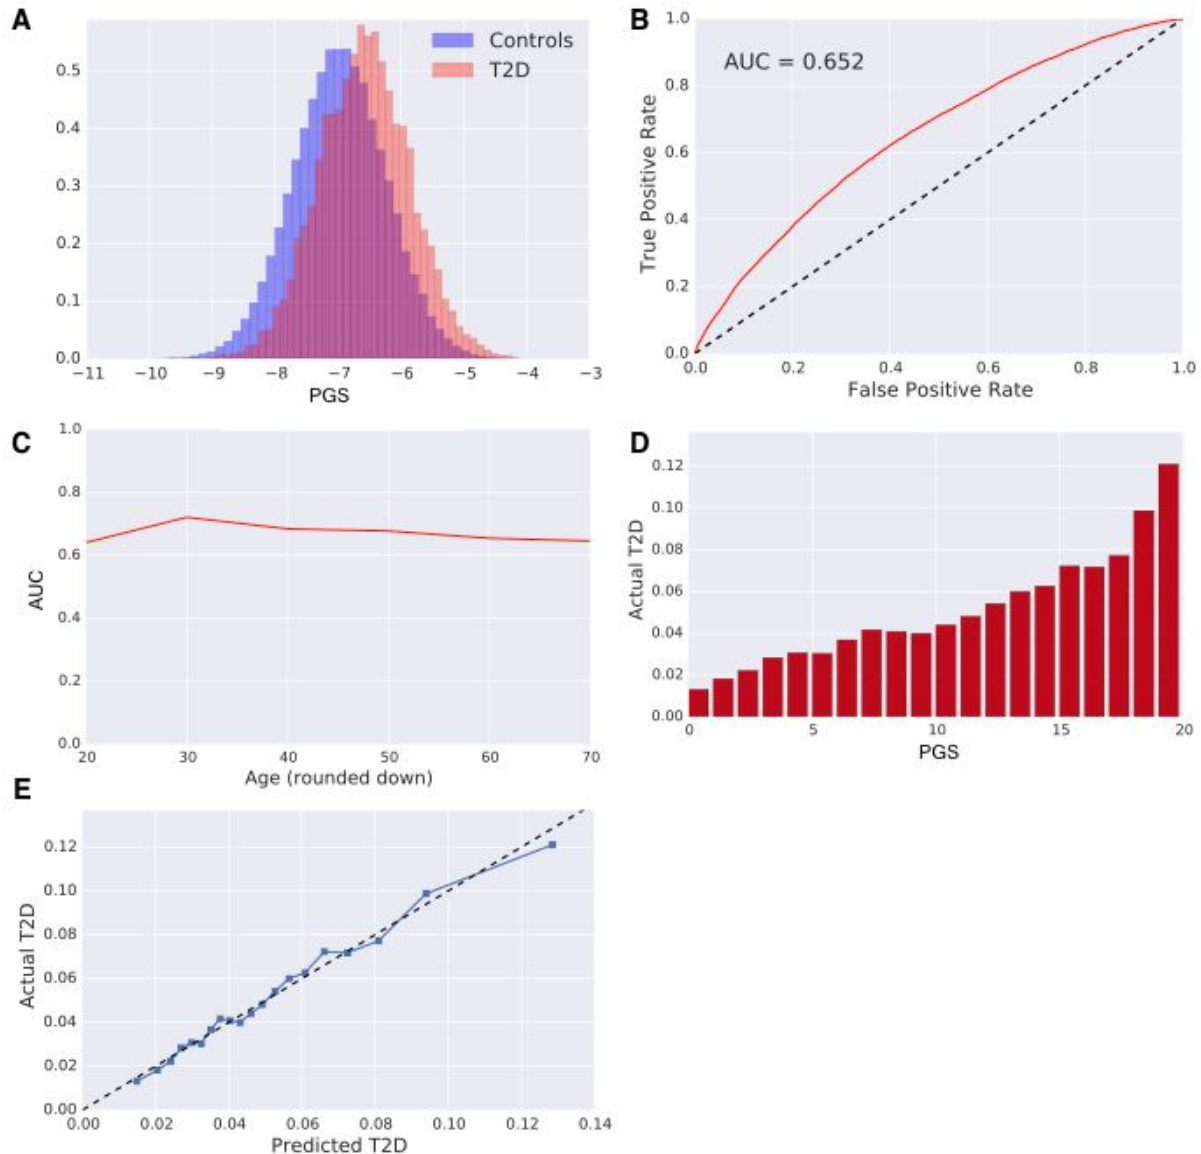 A
Controls
T2D
0.5
0.4
0.3
0.2
0.1
0.0
−11 −10 −9 −8 −7 −6 −5 −4 −3
PGS
B
AUC = 0.652
True Positive Rate
1.0
0.8
0.6
0.4
0.2
0.0
0.0 0.2 0.4 0.6 0.8 1.0
False Positive Rate
C
AUC
1.0
0.8
0.6
0.4
0.2
0.0
20 30 40 50 60 70
Age (rounded down)
D
Actual T2D
0.12
0.10
0.08
0.06
0.04
0.02
0.00
0 5 10 15 20
PGS
E
Actual T2D
0.12
0.10
0.08
0.06
0.04
0.02
0.00
0.00 0.02 0.04 0.06 0.08 0.10 0.12 0.14
Predicted T2D